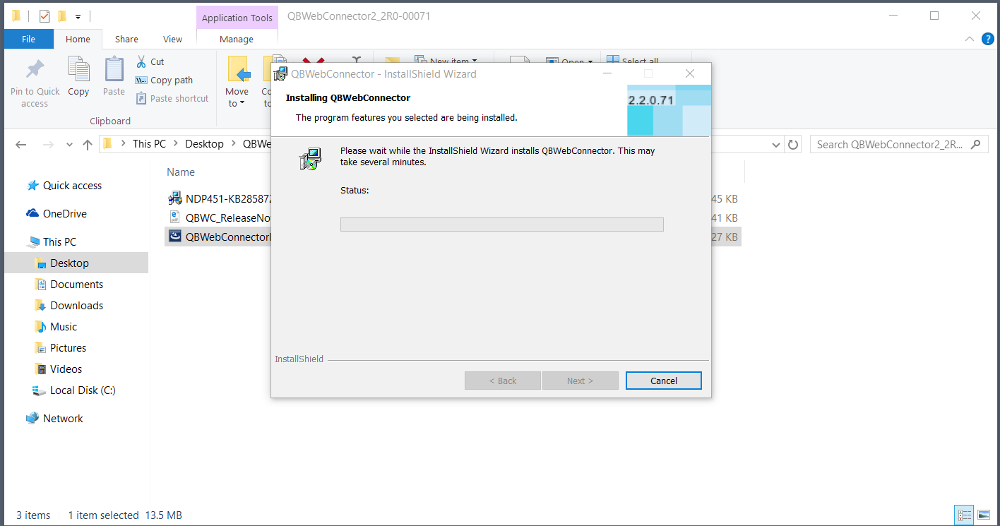 Application Tools
QBWebConnector2_2R0-00071
File
Home
Share
View
Manage
Pin to Quick access
Copy
Paste
Cut
Copy path
Paste shortcut
Clipboard
Move to
New item
Open
Select all
This PC > Desktop >
Search QBWebConnector2_2R...
Quick access
OneDrive
This PC
Desktop
Documents
Downloads
Music
Pictures
Videos
Local Disk (C:)
Network
Name
NDP451-KB28587
QBWC_ReleaseNo
QBWebConnector
45 KB
41 KB
27 KB
QBWebConnector - InstallShield Wizard
Installing QBWebConnector
The program features you selected are being installed.
2.2.0.71
Please wait while the InstallShield Wizard installs QBWebConnector. This may
take several minutes.
Status:
InstallShield
< Back
Next >
Cancel
3 items
1 item selected 13.5 MB